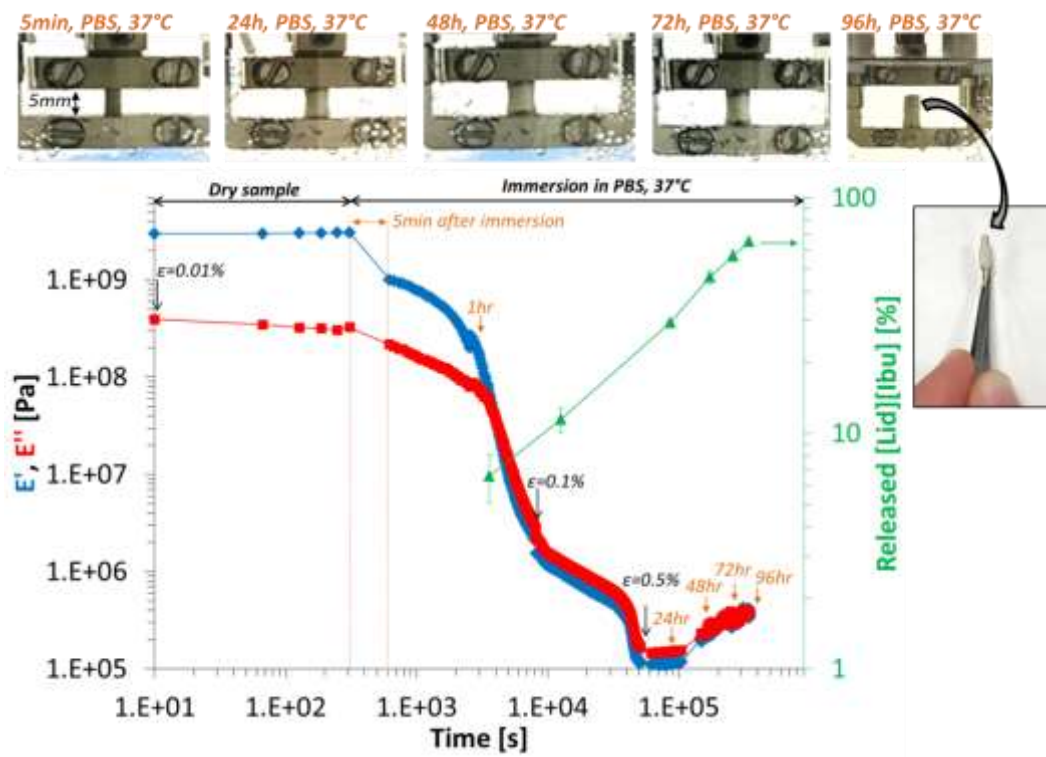 5min, PBS, 37°C 24h, PBS, 37°C 48h, PBS, 37°C 72h, PBS, 37°C 96h, PBS, 37°C
5mm
Dry sample Immersion in PBS, 37°C
5min after immersion
ε=0.01%
1hr
ε=0.1%
ε=0.5%
24hr
48hr
72hr
96hr
E', E'' [Pa]
1.E+09
1.E+08
1.E+07
1.E+06
1.E+05
1.E+01 1.E+02 1.E+03 1.E+04 1.E+05
Time [s]
100
10
1
Released [Lid][Ibu] [%]